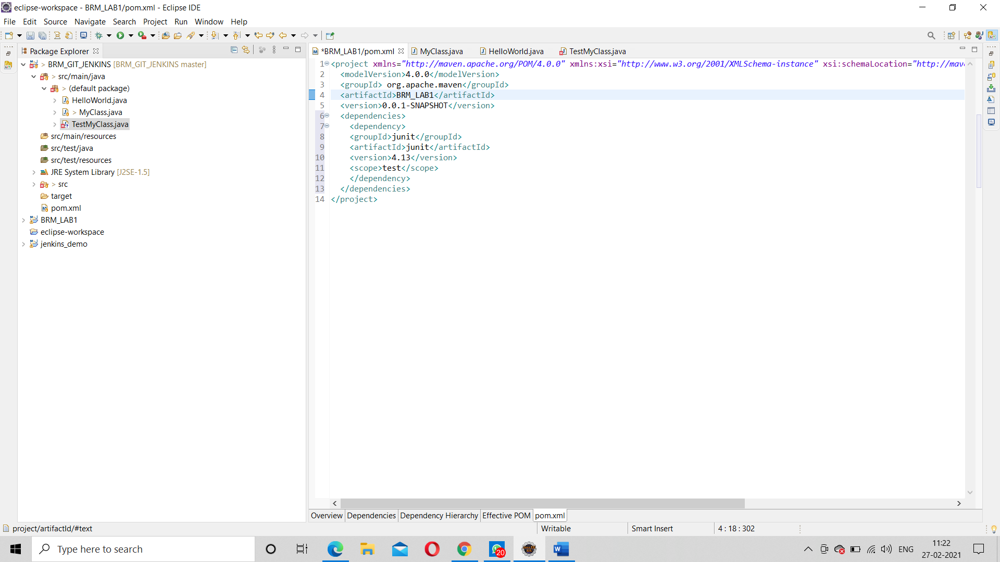 eclipse-workspace - BRM_LAB1/pom.xml - Eclipse IDE
File Edit Source Navigate Search Project Run Window Help
Package Explorer
BRM_GIT_JENKINS [BRM_GIT_JENKINS master]
src/main/java
(default package)
HelloWorld.java
MyClass.java
TestMyClass.java
src/main/resources
src/test/java
src/test/resources
JRE System Library [J2SE-1.5]
src
target
pom.xml
BRM_LAB1
eclipse-workspace
jenkins_demo
*BRM_LAB1/pom.xml MyClass.java HelloWorld.java TestMyClass.java
1 <project xmlns="http://maven.apache.org/POM/4.0.0" xmlns:xsi="http://www.w3.org/2001/XMLSchema-instance" xsi:schemaLocation="http://mav
2 <modelVersion>4.0.0</modelVersion>
3 <groupId> org.apache.maven</groupId>
4 <artifactId>BRM_LAB1</artifactId>
5 <version>0.0.1-SNAPSHOT</version>
6 <dependencies>
7 <dependency>
8 <groupId>junit</groupId>
9 <artifactId>junit</artifactId>
10 <version>4.13</version>
11 <scope>test</scope>
12 </dependency>
13 </dependencies>
14 </project>
Overview Dependencies Dependency Hierarchy Effective POM pom.xml
project/artifactId/#text Writable Smart Insert 4 : 18 : 302
Type here to search
20
ENG
11:22
27-02-2021